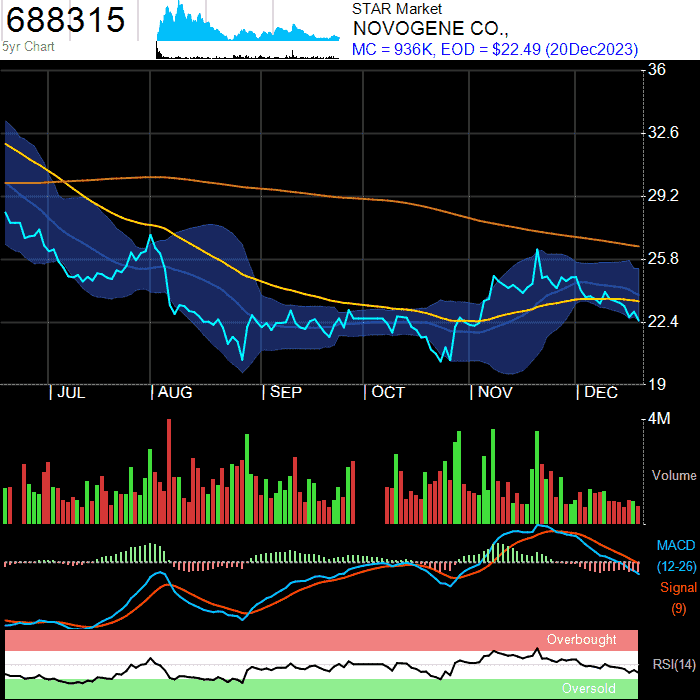 688315
5yr Chart
STAR Market
NOVOGENE CO.,
MC = 936K, EOD = $22.49 (20Dec2023)
36
32.6
29.2
25.8
22.4
19
| JUL | AUG | SEP | OCT | NOV | DEC
4M
Volume
MACD
(12-26)
Signal
(9)
Overbought
RSI(14)
Oversold